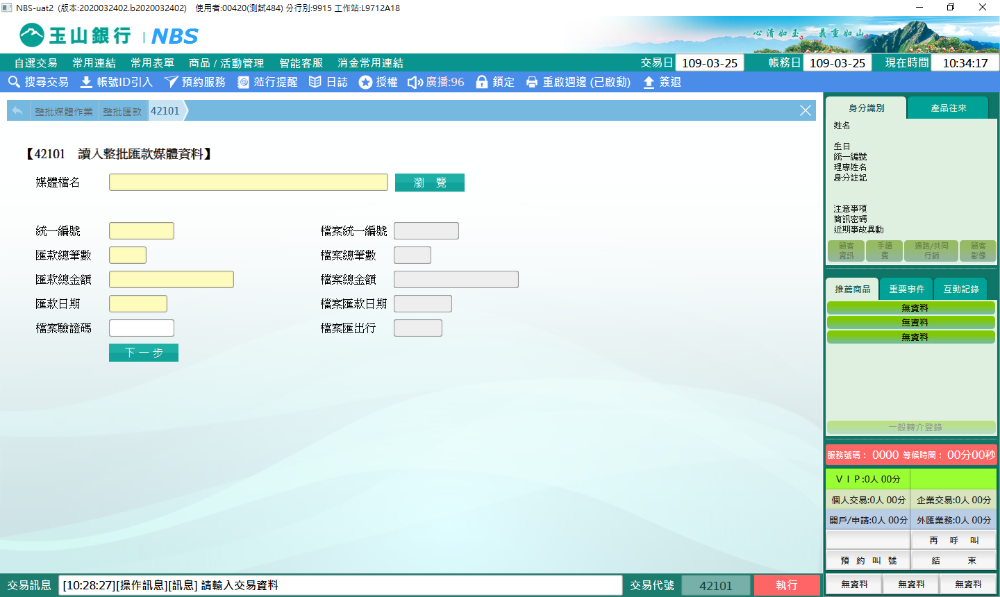 NBS-uat2 (版本:2020032402.b2020032402) 使用者:00420(測試484) 分行別:9915 工作站:L9712A18
玉山銀行 | NBS
心清如玉 義重如山
自選交易 常用連結 常用表單 商品 / 活動管理 智能客服 消金常用連結 交易日 109-03-25 帳務日 109-03-25 現在時間 10:34:17
搜尋交易 帳號ID引入 預約服務 蒞行提醒 日誌 授權 廣播:96 鎖定 重啟週邊 (已啟動) 簽退
整批媒體作業 整批匯款 42101
【42101 讀入整批匯款媒體資料】
媒體檔名 瀏 覽
統一編號 檔案統一編號
匯款總筆數 檔案總筆數
匯款總金額 檔案總金額
匯款日期 檔案匯款日期
檔案驗證碼 檔案匯出行
下 一 步
身分識別 產品往來
姓名
生日
統一編號
理專姓名
身分註記
注意事項
簡訊密碼
近期事故異動
顧客資訊 手續費 通路/共同行銷 顧客影像
推薦商品 重要事件 互動記錄
無資料
無資料
無資料
一般轉介登錄
服務號碼： 0000 等候時間： 00分00秒
ＶＩＰ:0人 00分
個人交易:0人 00分 企業交易:0人 00分
開戶/申請:0人 00分 外匯業務:0人 00分
再 呼 叫
預 約 叫 號 結 束
無資料 無資料 無資料
交易訊息 [10:28:27][操作訊息][訊息] 請輸入交易資料 交易代號 42101 執行